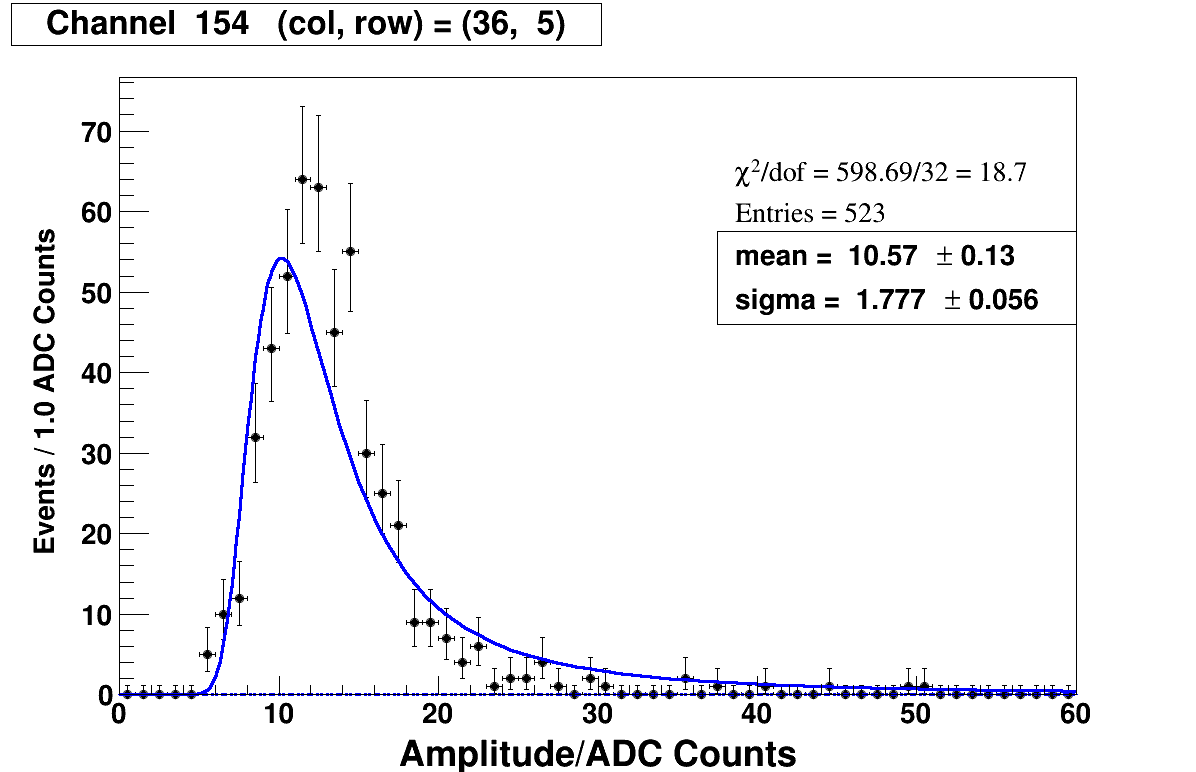 Channel 154 (col, row) = (36, 5)
70
60
50
40
30
20
10
0
Events / 1.0 ADC Counts
χ²/dof = 598.69/32 = 18.7
Entries = 523
mean = 10.57 ± 0.13
sigma = 1.777 ± 0.056
0 10 20 30 40 50 60
Amplitude/ADC Counts